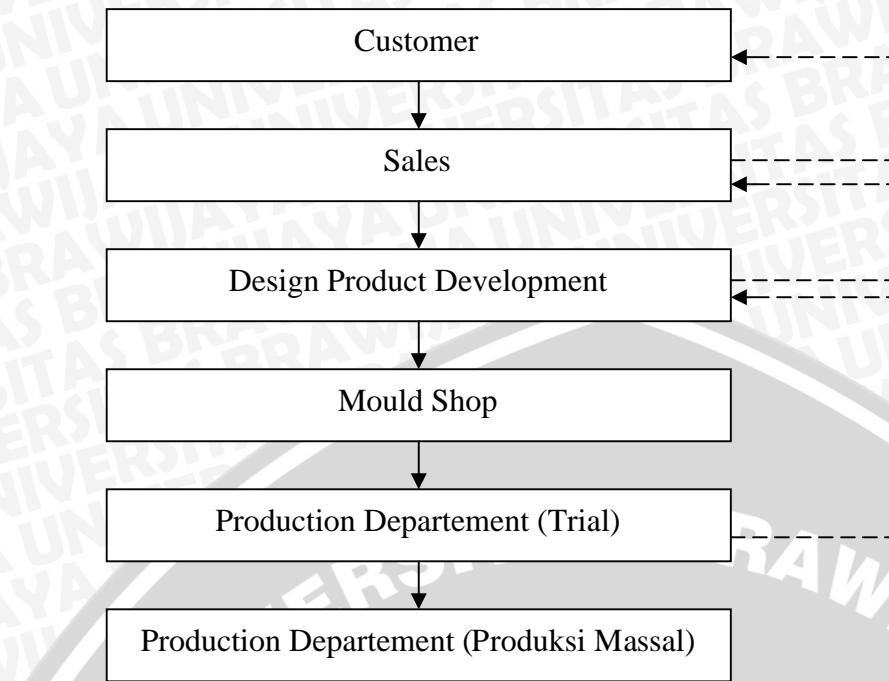 Customer
Sales
Design Product Development
Mould Shop
Production Departement (Trial)
Production Departement (Produksi Massal)